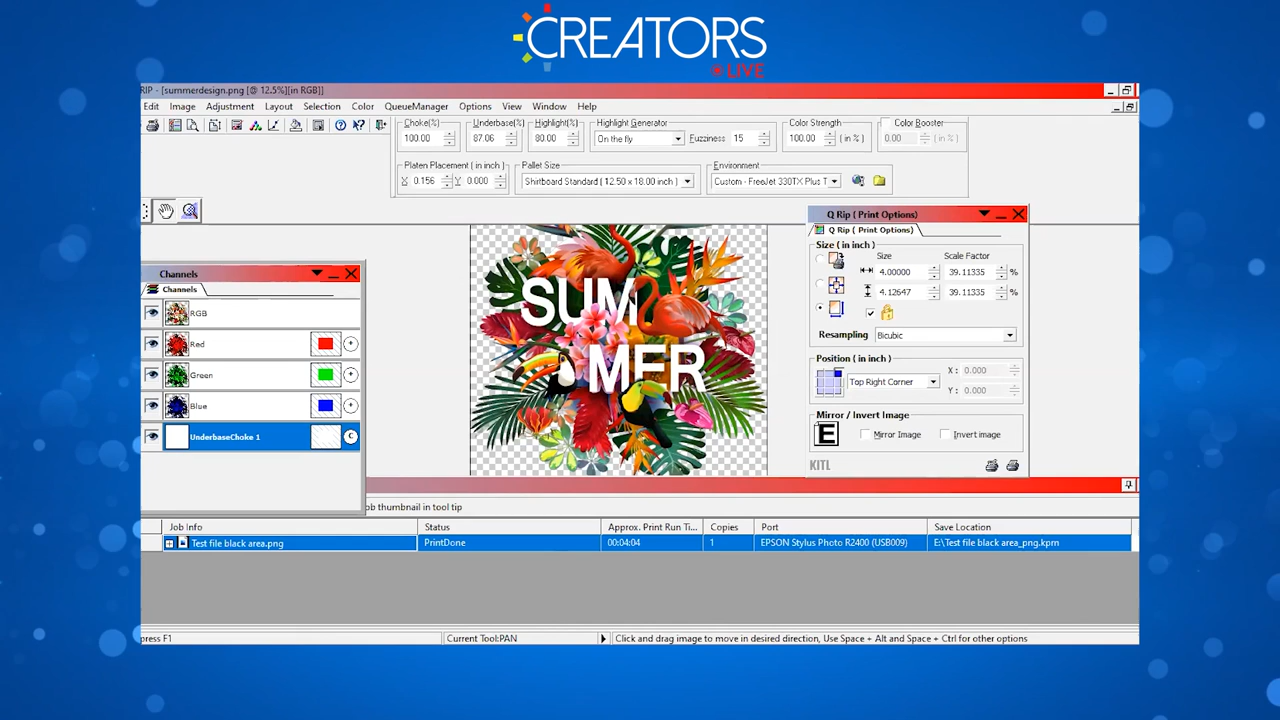 CREATORS
LIVE
RIP - [summerdesign.png [@ 12.5%][in RGB]]
Edit Image Adjustment Layout Selection Color QueueManager Options View Window Help
Choke(%) Underbase(%) Highlight(%) Highlight Generator Color Strength Color Booster
100.00 87.06 80.00 On the fly Fuzziness 15 100.00 ( in % ) 0.00 ( in % )
Platen Placement ( in inch ) Pallet Size Environment
X 0.156 Y 0.000 Shirtboard Standard ( 12.50 x 18.00 inch ) Custom - FreeJet 330TX Plus T
Q Rip ( Print Options )
Q Rip ( Print Options)
Size ( in inch )
Size Scale Factor
4.00000 39.11335 %
4.12647 39.11335 %
Resampling Bicubic
Position ( in inch )
Top Right Corner X : 0.000
Y : 0.000
Mirror / Invert Image
E Mirror Image Invert image
KITL
Channels
Channels
RGB
Red
Green
Blue
UnderbaseChoke 1 C
SUM
MER
ob thumbnail in tool tip
Job Info Status Approx. Print Run Ti... Copies Port Save Location
Test file black area.png PrintDone 00:04:04 1 EPSON Stylus Photo R2400 (USB009) E:\Test file black area_png.kpm
press F1 Current Tool:PAN Click and drag image to move in desired direction, Use Space + Alt and Space + Ctrl for other options